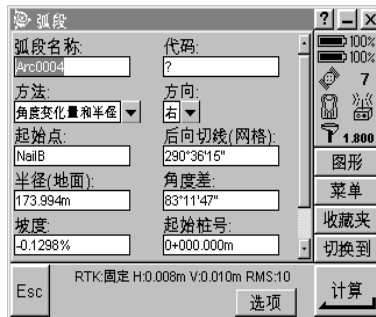 弧段
? _ X
弧段名称:
代码:
Arc0004
?
方法:
方向:
角度变化量和半径
右
起始点:
后向切线(网格):
NailB
290°36'15"
半径(地面):
角度差:
173.994m
83°11'47"
坡度:
起始桩号:
-0.1298%
0+000.000m
100%
100%
7
1.800
图形
菜单
收藏夹
切换到
Esc
RTK:固定 H:0.008m V:0.010m RMS:10
选项
计算